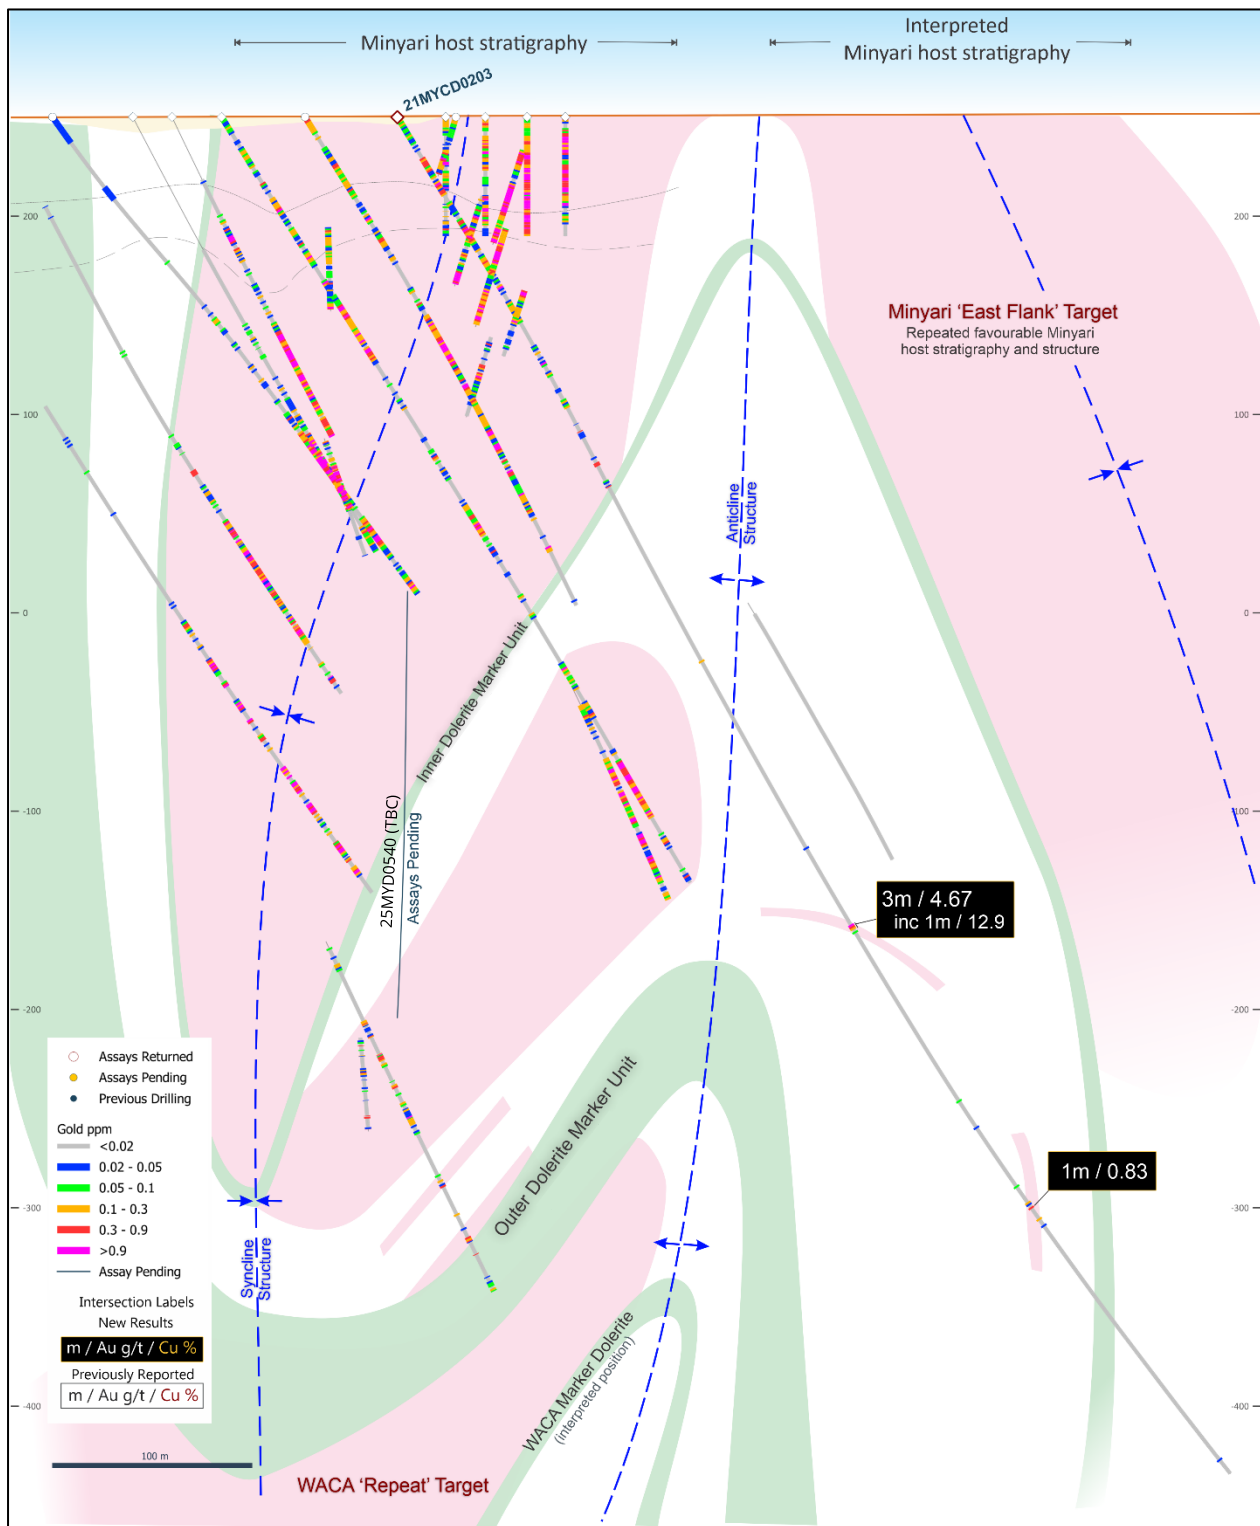 Minyari host stratigraphy
Interpreted
Minyari host stratigraphy
21MYCD0203
200
100
0
-100
-200
-300
-400
200
100
0
-100
-200
-300
-400
Minyari 'East Flank' Target
Repeated favourable Minyari
host stratigraphy and structure
Anticline
Structure
Inner Dolerite Marker Unit
25MYD0540 (TBC)
Assays Pending
3m / 4.67
inc 1m / 12.9
1m / 0.83
Outer Dolerite Marker Unit
Syncline
Structure
WACA Marker Dolerite
(interpreted position)
WACA 'Repeat' Target
Assays Returned
Assays Pending
Previous Drilling
Gold ppm
<0.02
0.02 - 0.05
0.05 - 0.1
0.1 - 0.3
0.3 - 0.9
>0.9
Assay Pending
Intersection Labels
New Results
m / Au g/t / Cu %
Previously Reported
m / Au g/t / Cu %
100 m